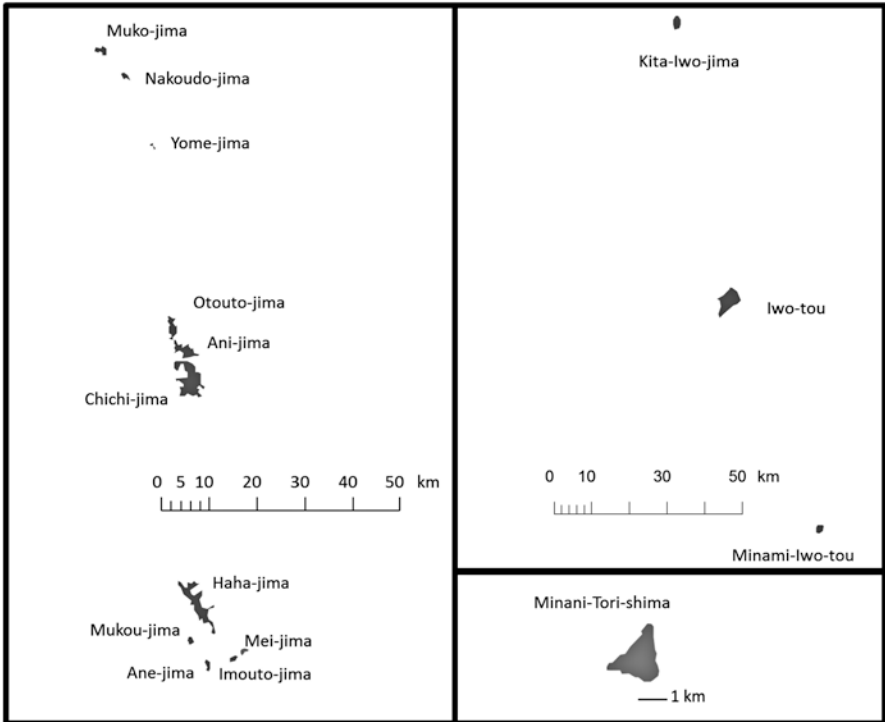 Muko-jima
Nakoudo-jima
Yome-jima
Otouto-jima
Ani-jima
Chichi-jima
0 5 10 20 30 40 50 km
Haha-jima
Mukou-jima
Mei-jima
Ane-jima
Imouto-jima
Kita-Iwo-jima
Iwo-tou
0 10 30 50 km
Minami-Iwo-tou
Minani-Tori-shima
1 km